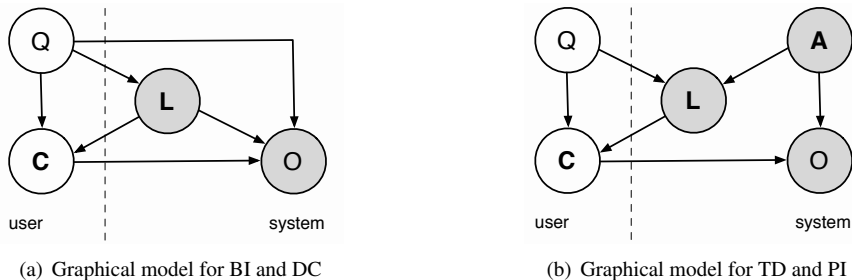 Q
L
C
O
user
system
(a) Graphical model for BI and DC
Q
A
L
C
O
user
system
(b) Graphical model for TD and PI